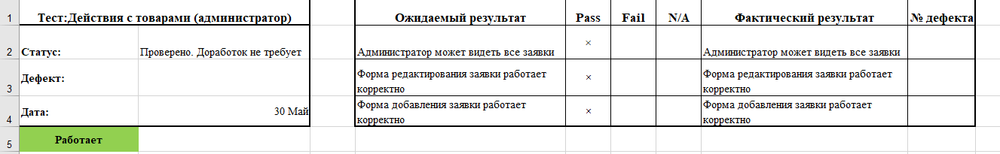 1 Тест:Действия с товарами (администратор) Ожидаемый результат Pass Fail N/A Фактический результат № дефекта
2 Статус: Проверено. Доработок не требует Администратор может видеть все заявки × Администратор может видеть все заявки
3 Дефект: Форма редактирования заявки работает
корректно × Форма редактирования заявки работает
корректно
4 Дата: 30 Май Форма добавления заявки работает
корректно × Форма добавления заявки работает
корректно
5 Работает